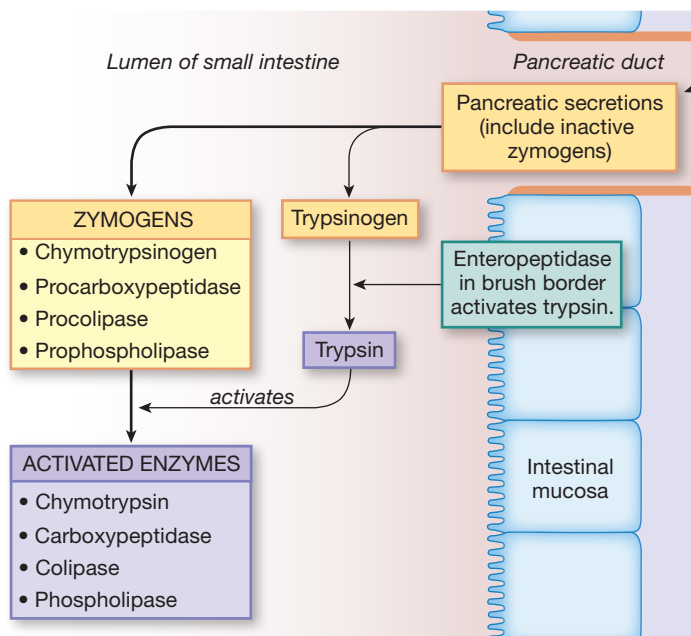 Lumen of small intestine
Pancreatic duct
Pancreatic secretions
(include inactive
zymogens)
ZYMOGENS
• Chymotrypsinogen
• Procarboxypeptidase
• Procolipase
• Prophospholipase
Trypsinogen
Enteropeptidase
in brush border
activates trypsin.
Trypsin
activates
ACTIVATED ENZYMES
• Chymotrypsin
• Carboxypeptidase
• Colipase
• Phospholipase
Intestinal
mucosa